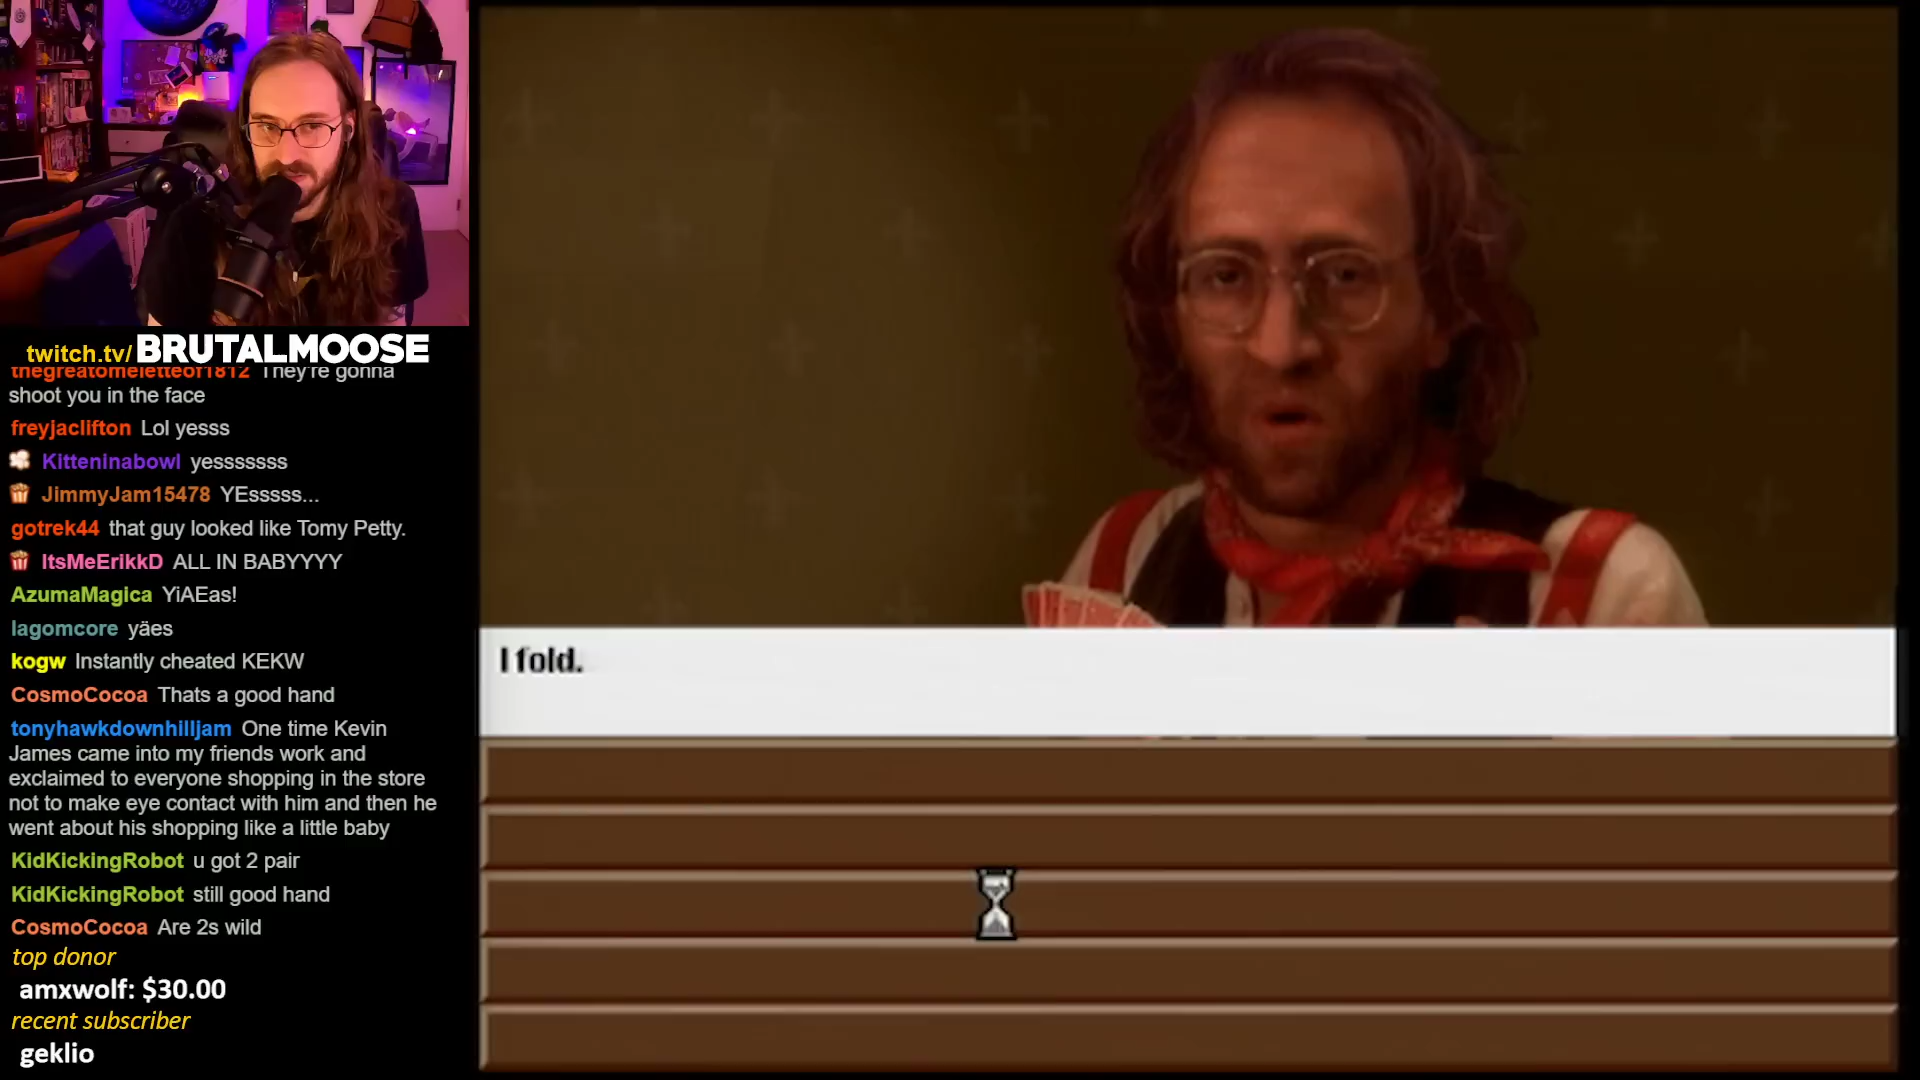 twitch.tv/BRUTALMOOSE
thegreatomeletteof1812 They're gonna
shoot you in the face
freyjaclifton Lol yesss
Kitteninabowl yesssssss
JimmyJam15478 YEsssss...
gotrek44 that guy looked like Tomy Petty.
ItsMeErikkD ALL IN BABYYYY
AzumaMagica YiAEas!
lagomcore yäes
kogw Instantly cheated KEKW
CosmoCocoa Thats a good hand
tonyhawkdownhilljam One time Kevin
James came into my friends work and
exclaimed to everyone shopping in the store
not to make eye contact with him and then he
went about his shopping like a little baby
KidKickingRobot u got 2 pair
KidKickingRobot still good hand
CosmoCocoa Are 2s wild
top donor
amxwolf: $30.00
recent subscriber
geklio
I fold.